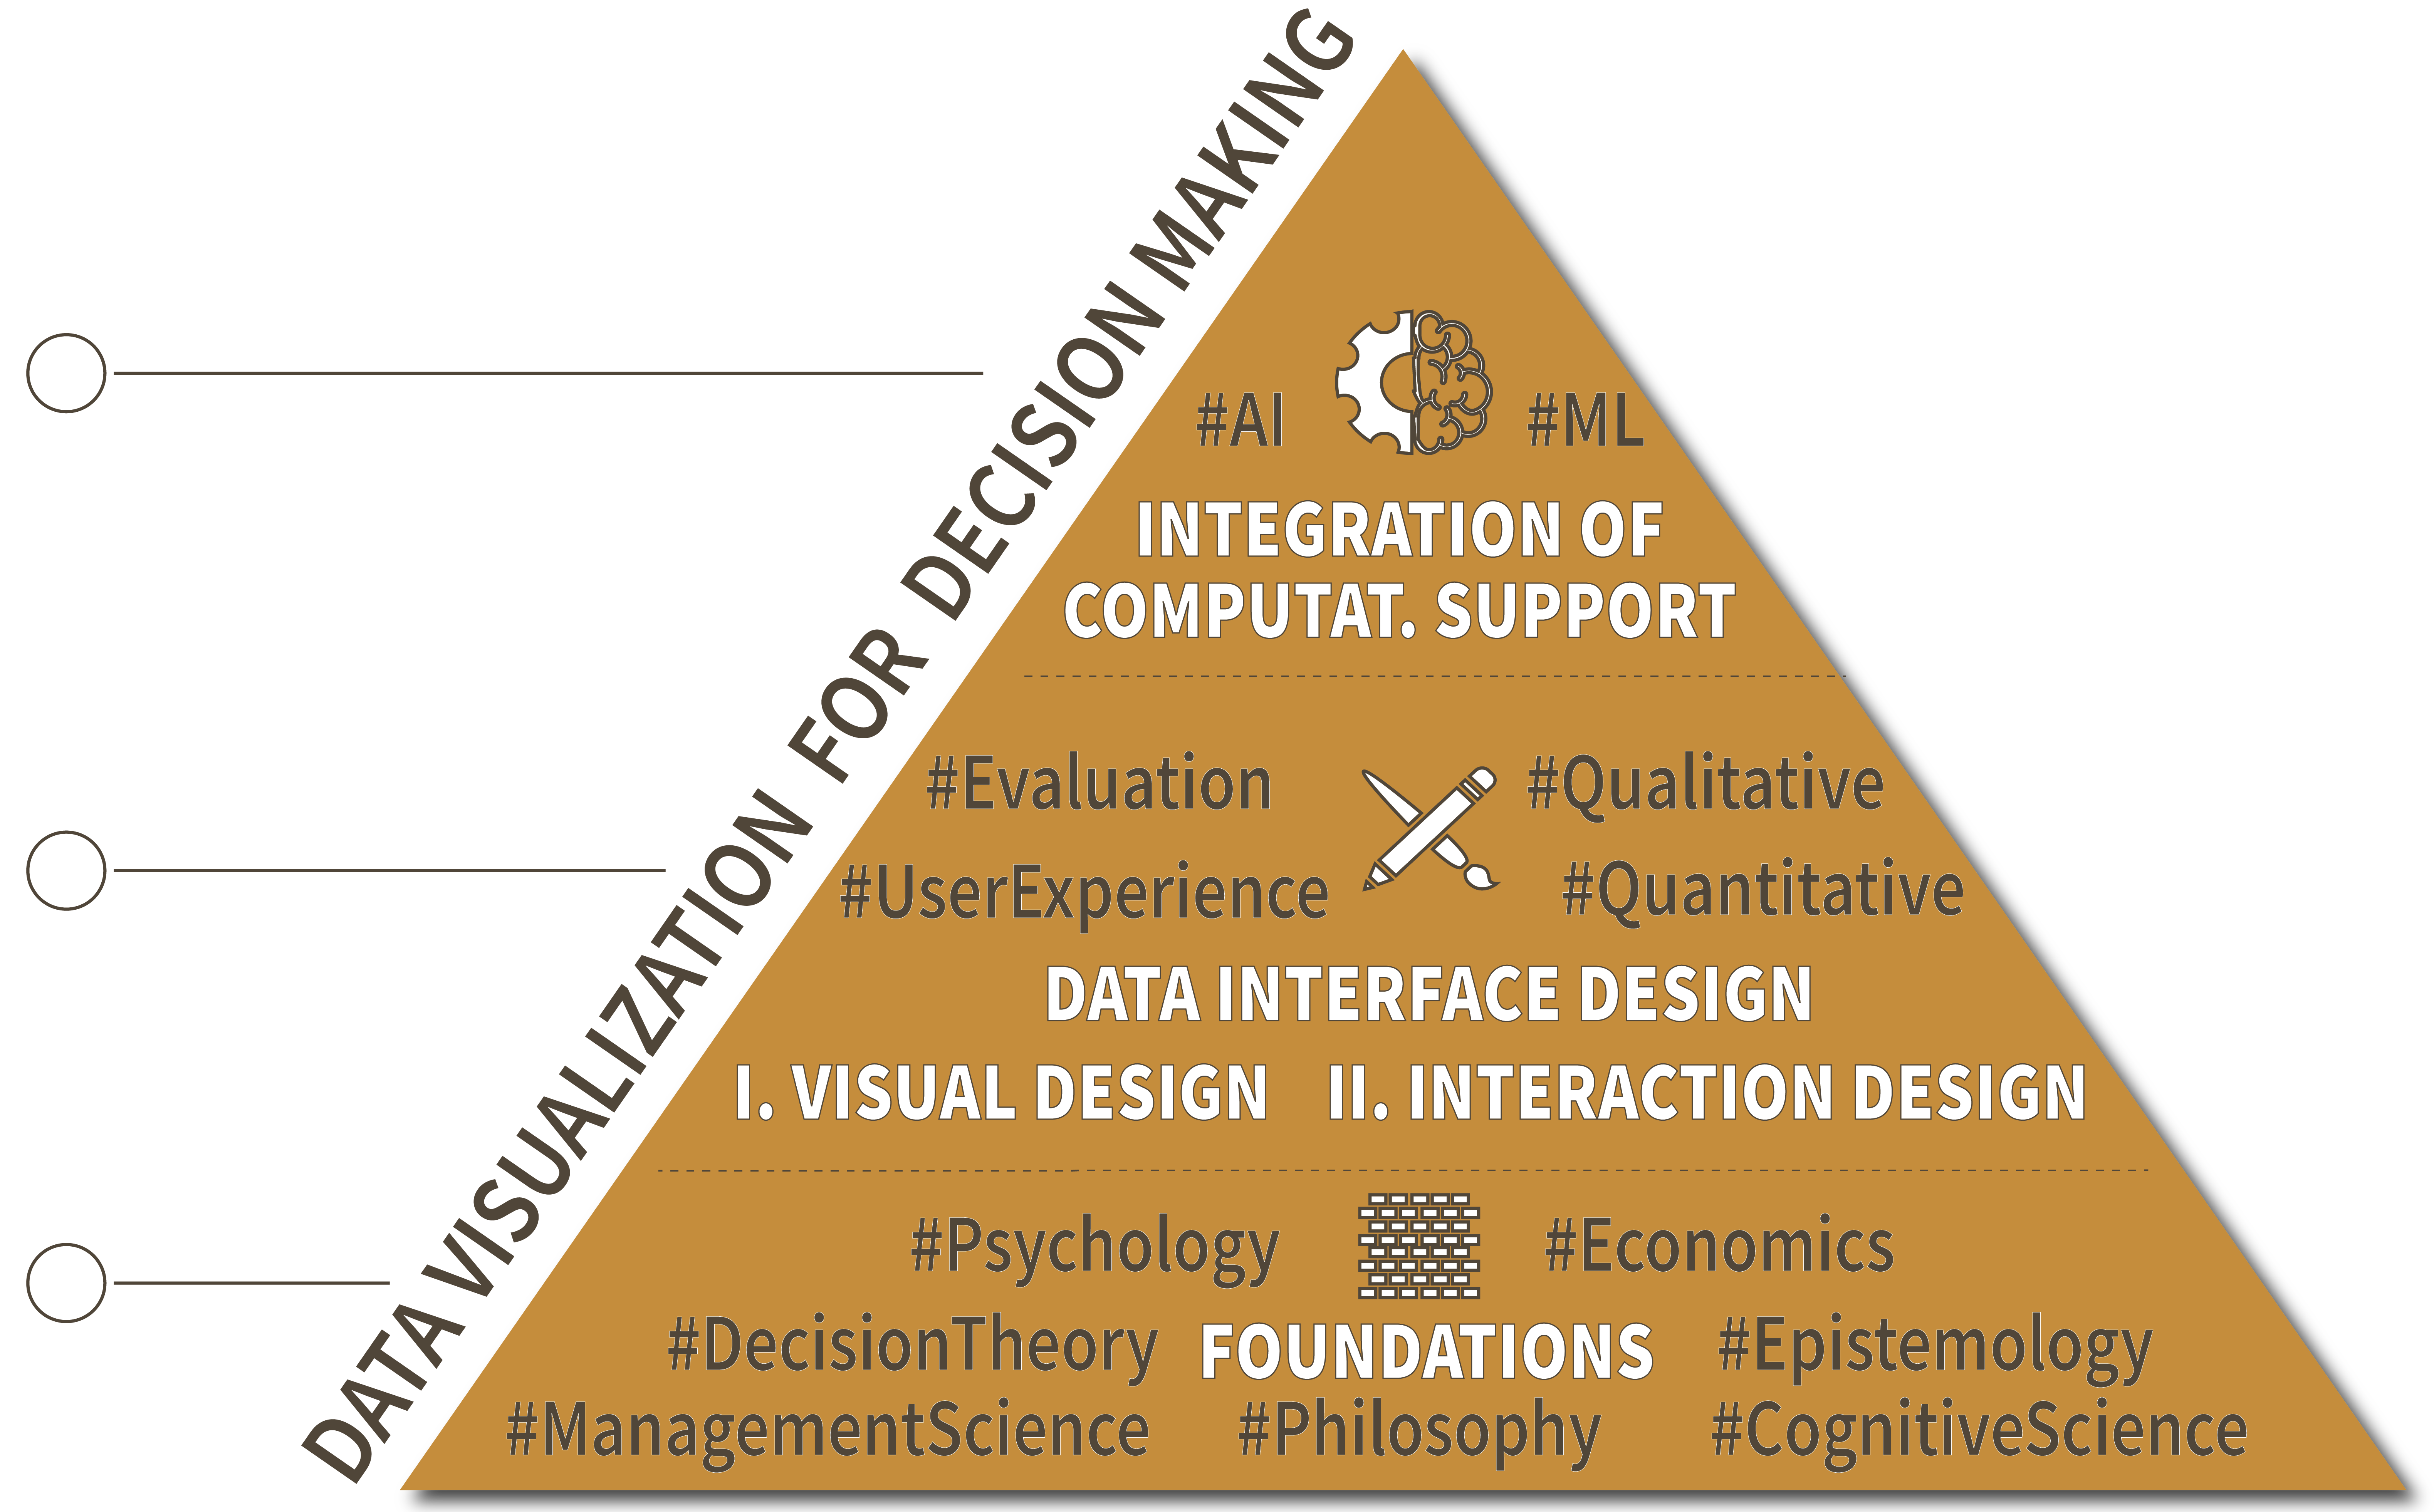 DATA VISUALIZATION FOR DECISION MAKING
#AI #ML
INTEGRATION OF
COMPUTAT. SUPPORT
#Evaluation #Qualitative
#UserExperience #Quantitative
DATA INTERFACE DESIGN
I. VISUAL DESIGN II. INTERACTION DESIGN
#Psychology #Economics
#DecisionTheory FOUNDATIONS #Epistemology
#ManagementScience #Philosophy #CognitiveScience